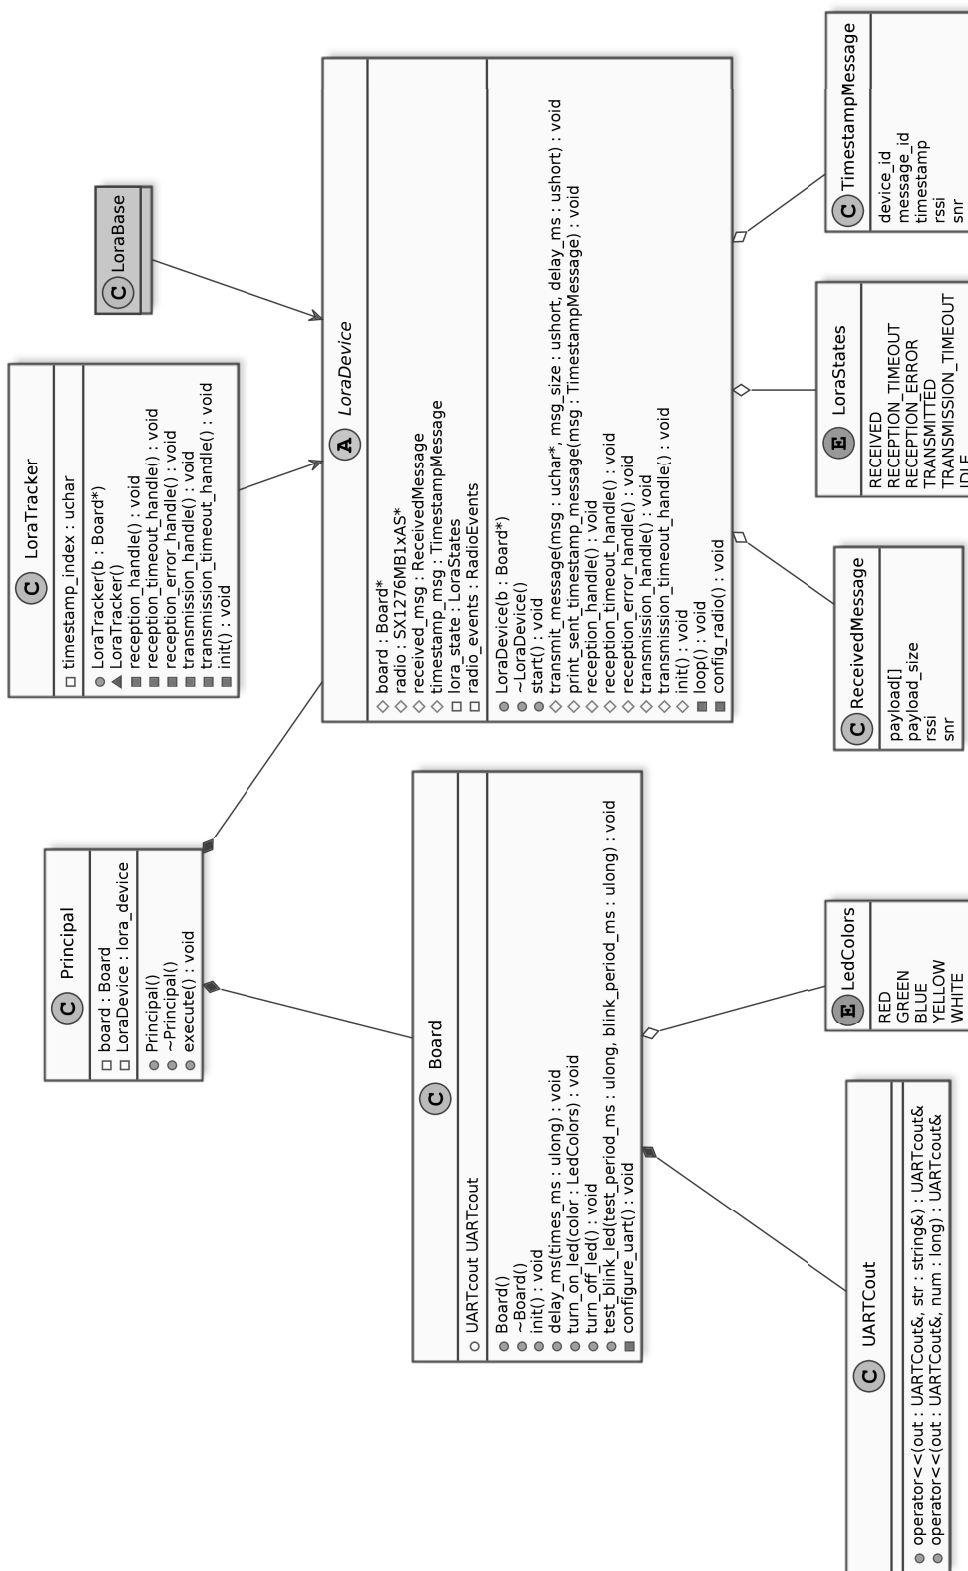 C Principal
board : Board
LoraDevice : lora_device
Principal()
~Principal()
execute() : void
C LoraTracker
timestamp_index : uchar
LoraTracker(b : Board*)
LoraTracker()
reception_handle() : void
reception_timeout_handle() : void
reception_error_handle() : void
transmission_handle() : void
transmission_timeout_handle() : void
init() : void
C LoraBase
C Board
UARTcout UARTcout
Board()
~Board()
init() : void
delay_ms(times_ms : ulong) : void
turn_on_led(color : LedColors) : void
turn_off_led() : void
test_blink_led(test_period_ms : ulong, blink_period_ms : ulong) : void
configure_uart() : void
A LoraDevice
board : Board*
radio : SX1276MB1xAS*
received_msg : ReceivedMessage
timestamp_msg : TimestampMessage
lora_state : LoraStates
radio_events : RadioEvents
LoraDevice(b : Board*)
~LoraDevice()
start() : void
transmit_message(msg : uchar*, msg_size : ushort, delay_ms : ushort) : void
print_sent_timestamp_message(msg : TimestampMessage) : void
reception_handle() : void
reception_timeout_handle() : void
reception_error_handle() : void
transmission_handle() : void
transmission_timeout_handle() : void
init() : void
loop() : void
config_radio() : void
C UARTCout
operator<<(out : UARTCout&, str : string&) : UARTcout&
operator<<(out : UARTCout&, num : long) : UARTcout&
E LedColors
RED
GREEN
BLUE
YELLOW
WHITE
C ReceivedMessage
payload[]
payload_size
rssi
snr
E LoraStates
RECEIVED
RECEPTION_TIMEOUT
RECEPTION_ERROR
TRANSMITTED
TRANSMISSION_TIMEOUT
IDLE
C TimestampMessage
device_id
message_id
timestamp
rssi
snr